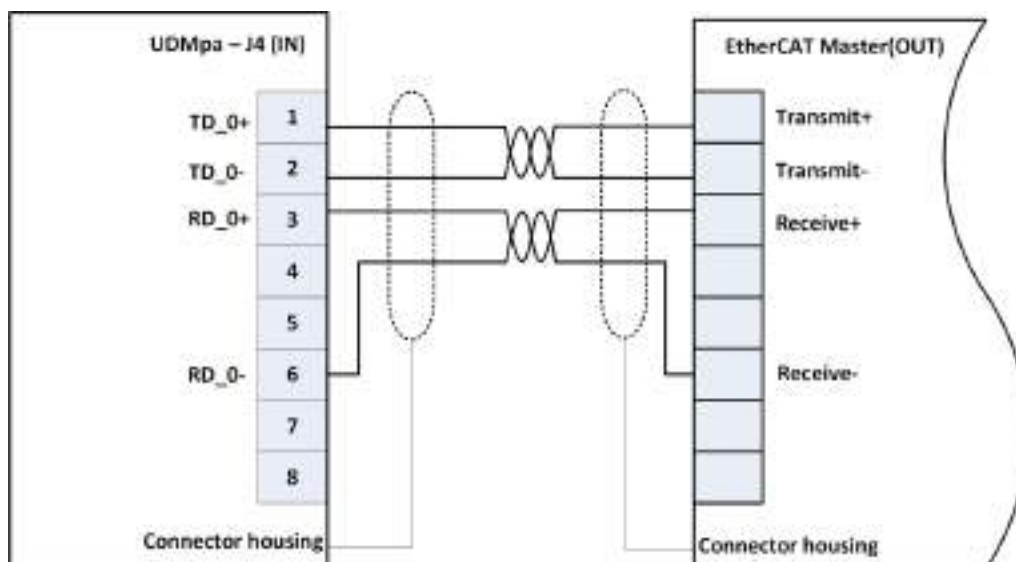 UDMpa – J4 (IN)
EtherCAT Master(OUT)
TD_0+ 1
Transmit+
TD_0- 2
Transmit-
RD_0+ 3
Receive+
4
5
RD_0- 6
Receive-
7
8
Connector housing
Connector housing